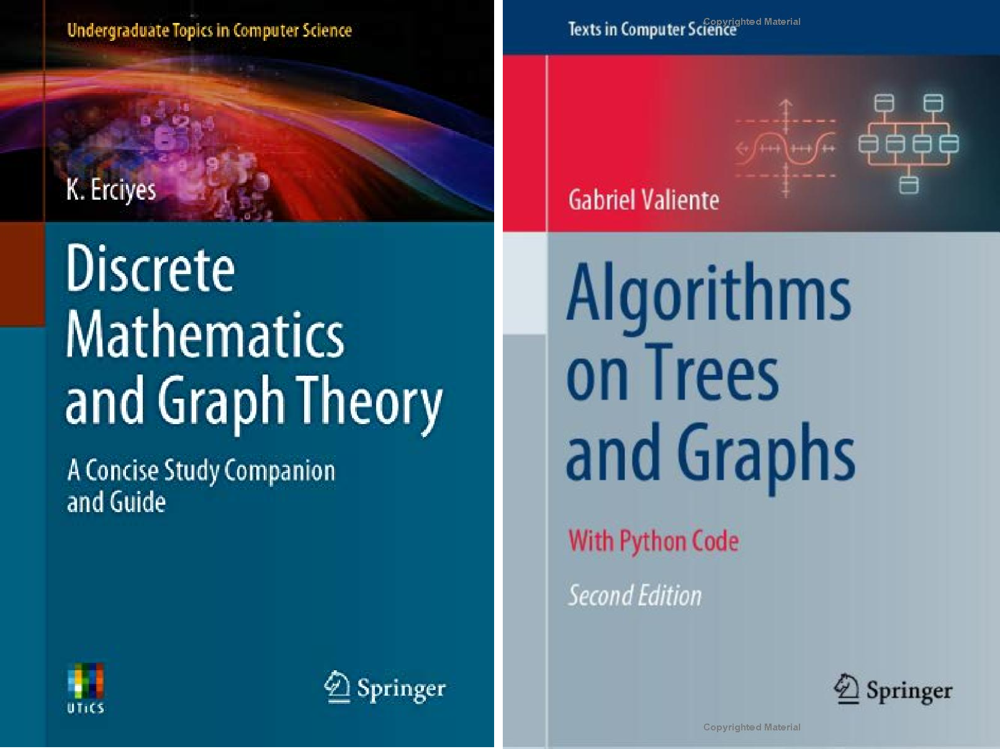 Undergraduate Topics in Computer Science
K. Erciyes
Discrete
Mathematics
and Graph Theory
A Concise Study Companion
and Guide
UTiCS
Springer
Copyrighted Material
Texts in Computer Science
Gabriel Valiente
Algorithms
on Trees
and Graphs
With Python Code
Second Edition
Springer
Copyrighted Material